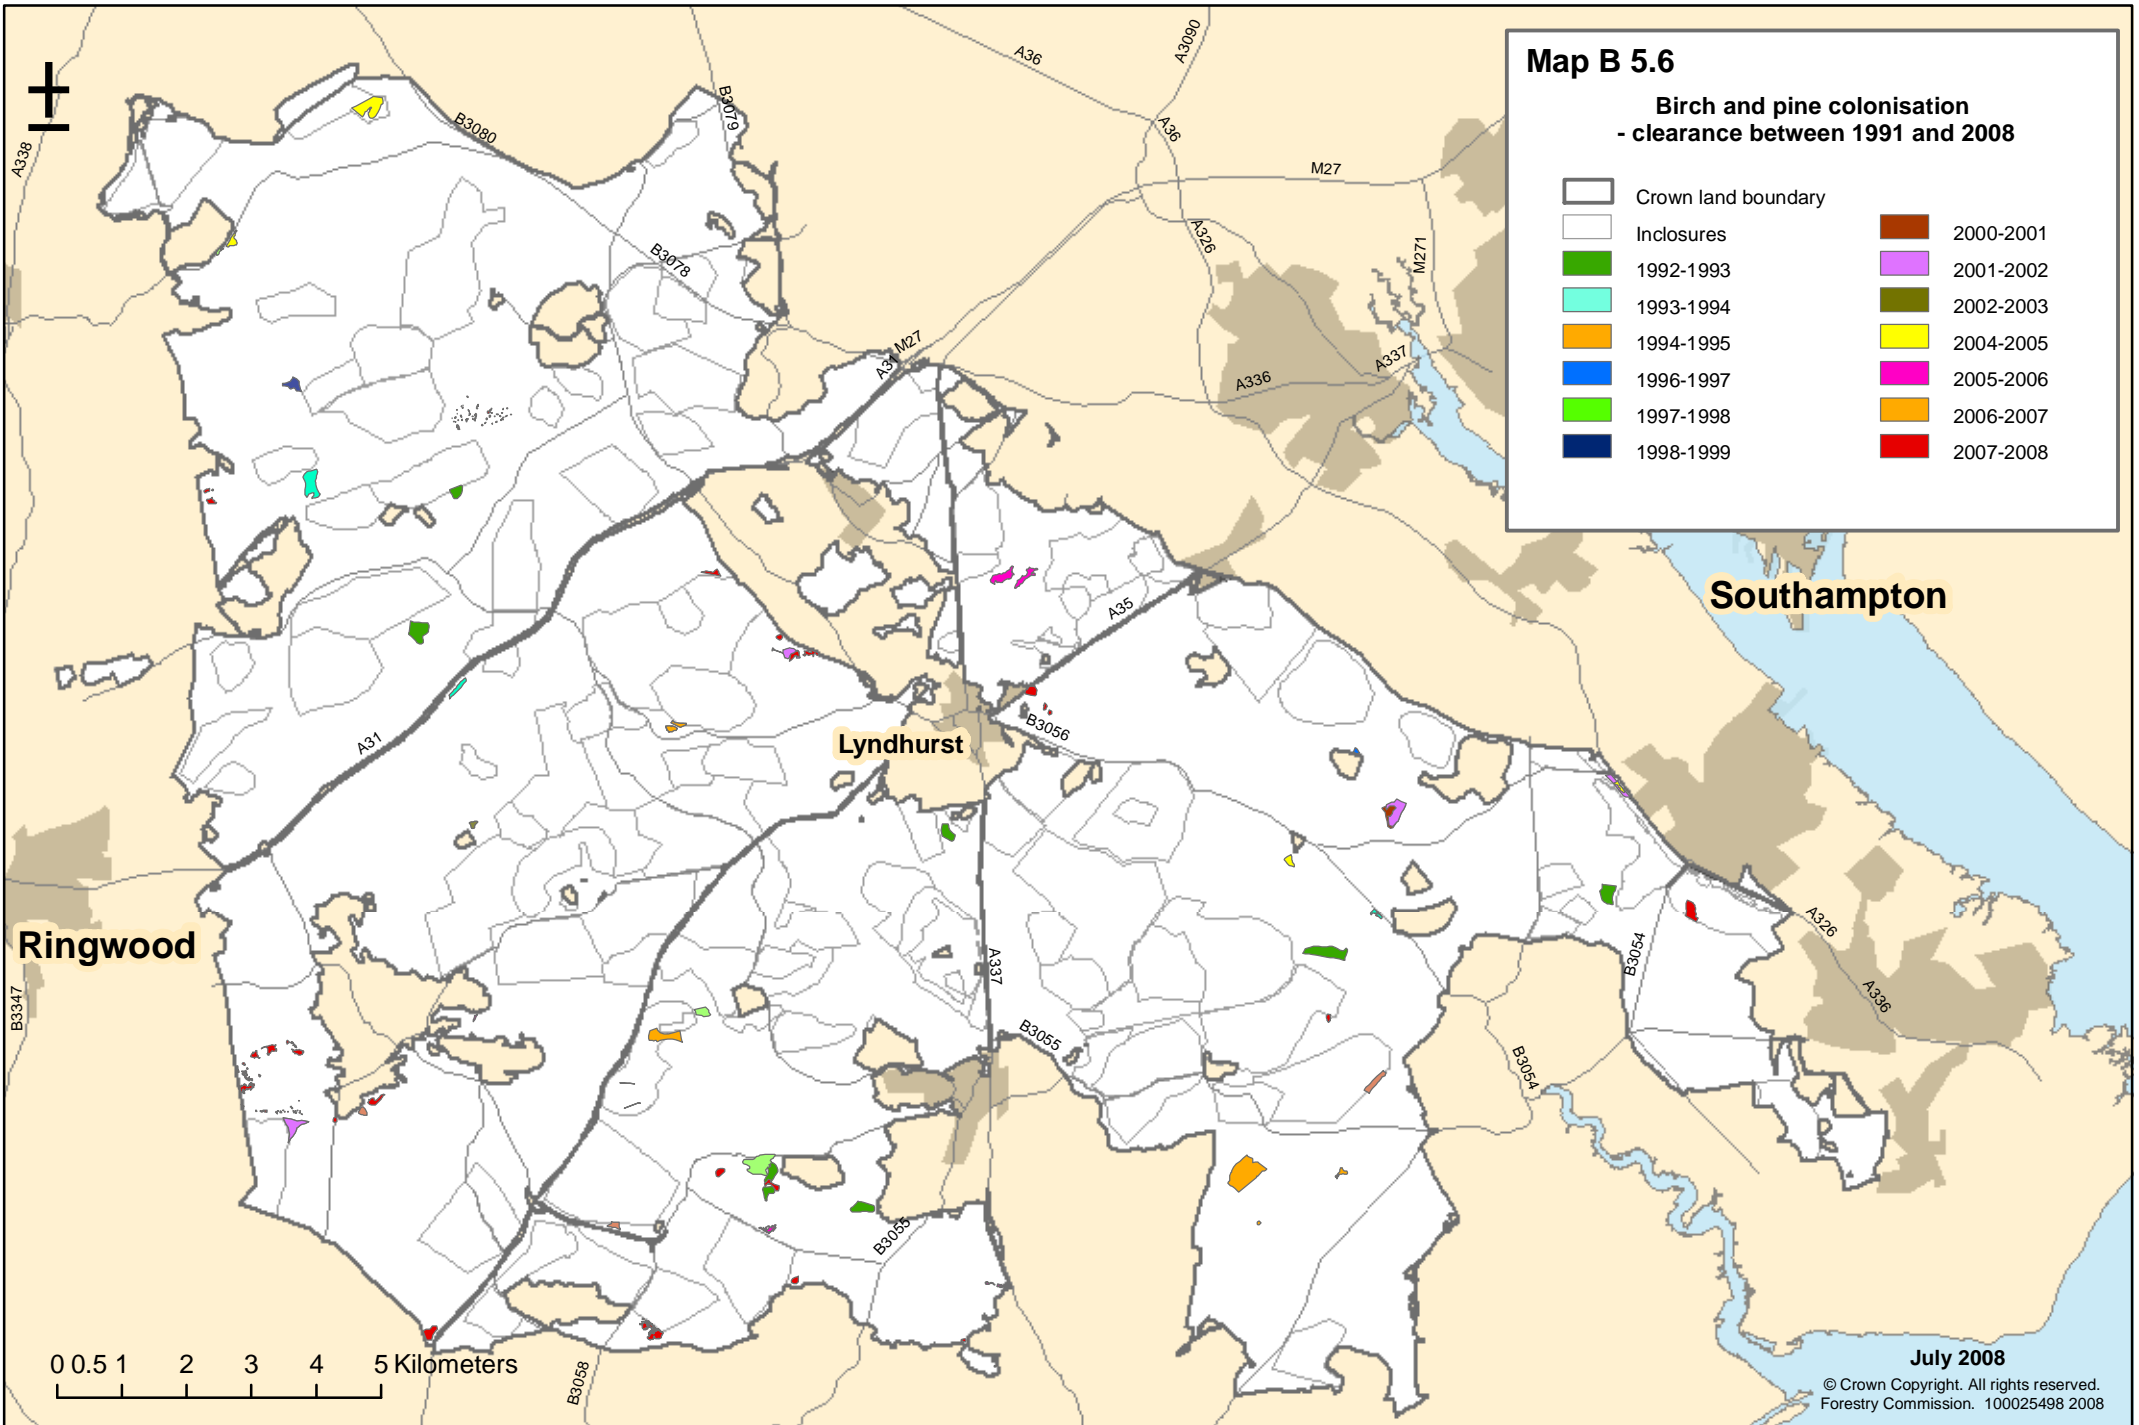 Map B 5.6
Birch and pine colonisation
- clearance between 1991 and 2008
Crown land boundary
Inclosures
1992-1993
1993-1994
1994-1995
1996-1997
1997-1998
1998-1999
2000-2001
2001-2002
2002-2003
2004-2005
2005-2006
2006-2007
2007-2008
A36
A3090
A36
M27
A326
M271
A338
B3080
B3079
B3078
M27
A31
A336
A337
A35
Southampton
B3056
Lyndhurst
A31
Ringwood
B3347
A337
B3055
B3054
B3054
A326
A336
B3055
B3058
0 0.5 1 2 3 4 5 Kilometers
July 2008
© Crown Copyright. All rights reserved.
Forestry Commission. 100025498 2008